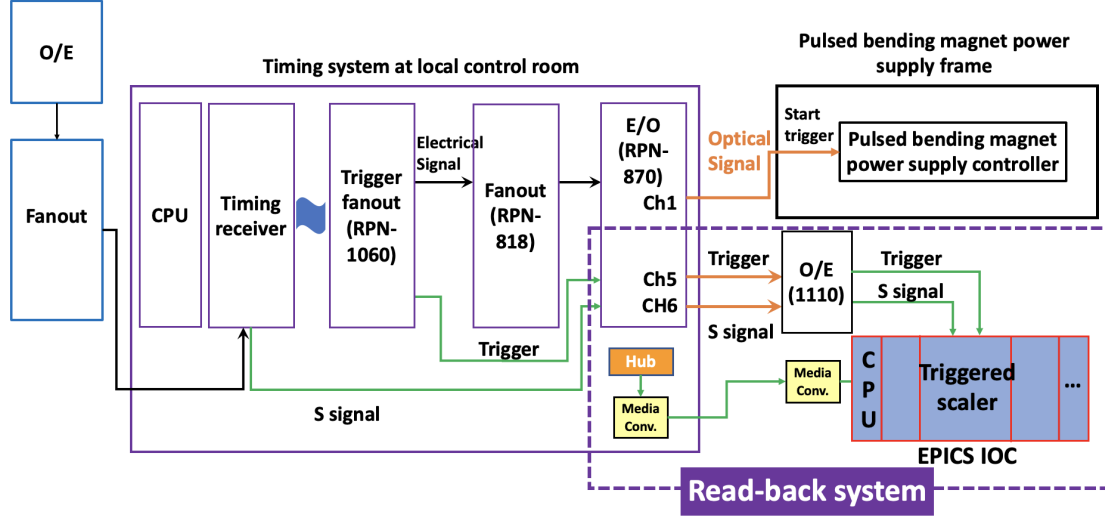 O/E
Fanout
Timing system at local control room
CPU
Timing
receiver
Trigger
fanout
(RPN-
1060)
Electrical
Signal
Fanout
(RPN-
818)
E/O
(RPN-
870)
Ch1
Ch5
CH6
Optical
Signal
Pulsed bending magnet power
supply frame
Start
trigger
Pulsed bending magnet
power supply controller
Trigger
S signal
O/E
(1110)
Trigger
S signal
Trigger
S signal
Hub
Media
Conv.
Media
Conv.
C
P
U
Triggered
scaler
...
EPICS IOC
Read-back system